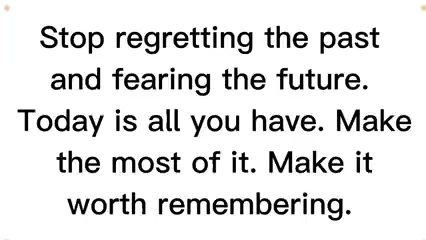 Stop regretting the past
and fearing the future.
Today is all you have. Make
the most of it. Make it
worth remembering.